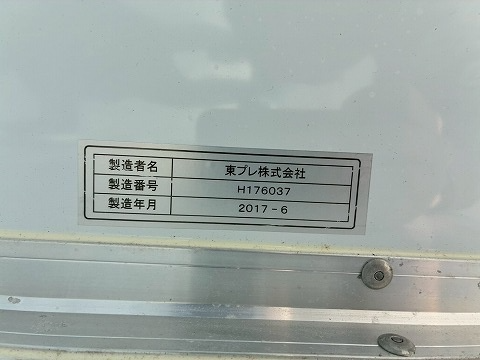 製造者名 東プレ株式会社
製造番号 H176037
製造年月 2017-6